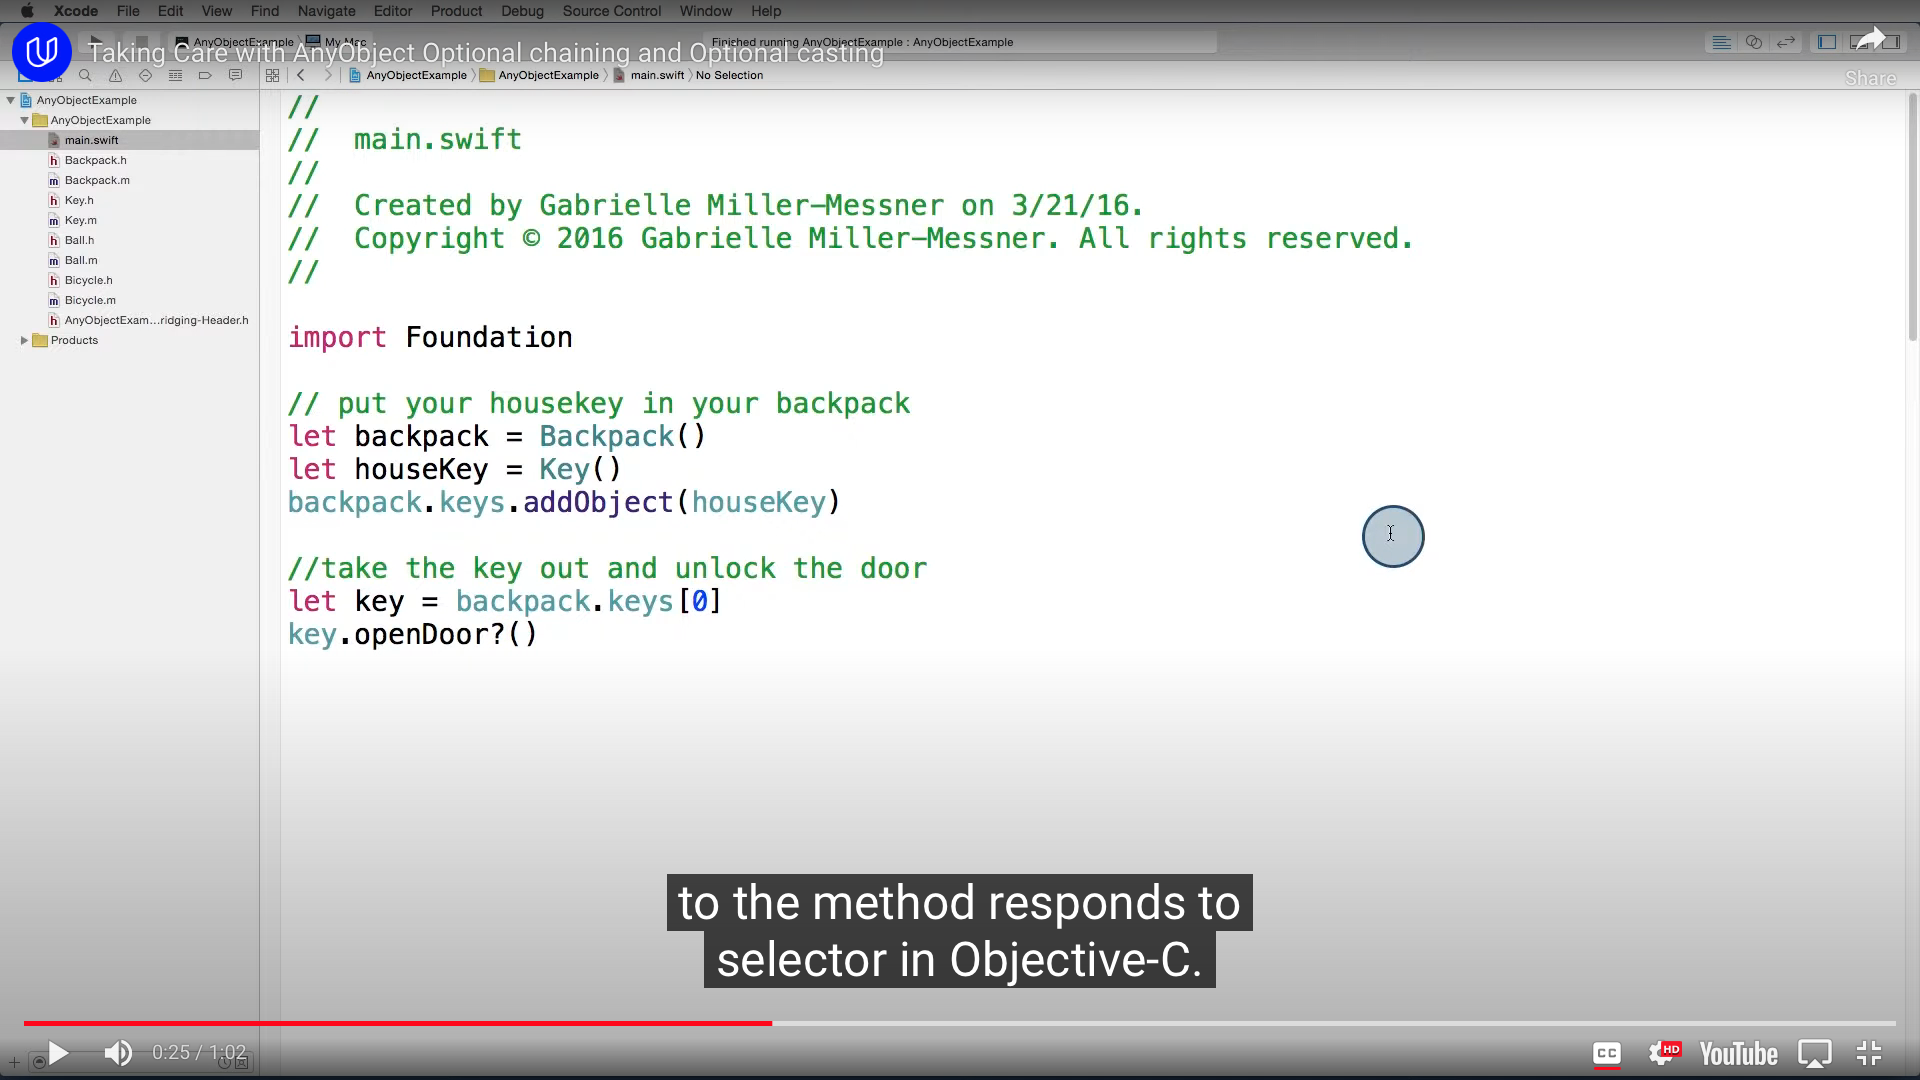 Xcode File Edit View Find Navigate Editor Product Debug Source Control Window Help
Taking Care with AnyObject Optional chaining and Optional casting
AnyObjectExample My Mac
Finished running AnyObjectExample : AnyObjectExample
Share
AnyObjectExample AnyObjectExample main.swift No Selection
AnyObjectExample
AnyObjectExample
main.swift
Backpack.h
Backpack.m
Key.h
Key.m
Ball.h
Ball.m
Bicycle.h
Bicycle.m
AnyObjectExam...ridging-Header.h
Products
//
// main.swift
//
// Created by Gabrielle Miller-Messner on 3/21/16.
// Copyright © 2016 Gabrielle Miller-Messner. All rights reserved.
//
import Foundation
// put your housekey in your backpack
let backpack = Backpack()
let houseKey = Key()
backpack.keys.addObject(houseKey)
//take the key out and unlock the door
let key = backpack.keys[0]
key.openDoor?()
to the method responds to
selector in Objective-C.
0:25 / 1:02
CC HD YouTube